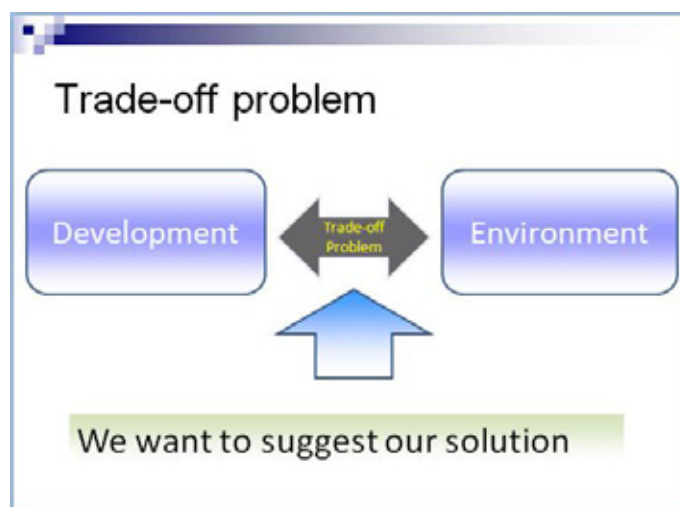 Trade-off problem
Development
Trade-off
Problem
Environment
We want to suggest our solution